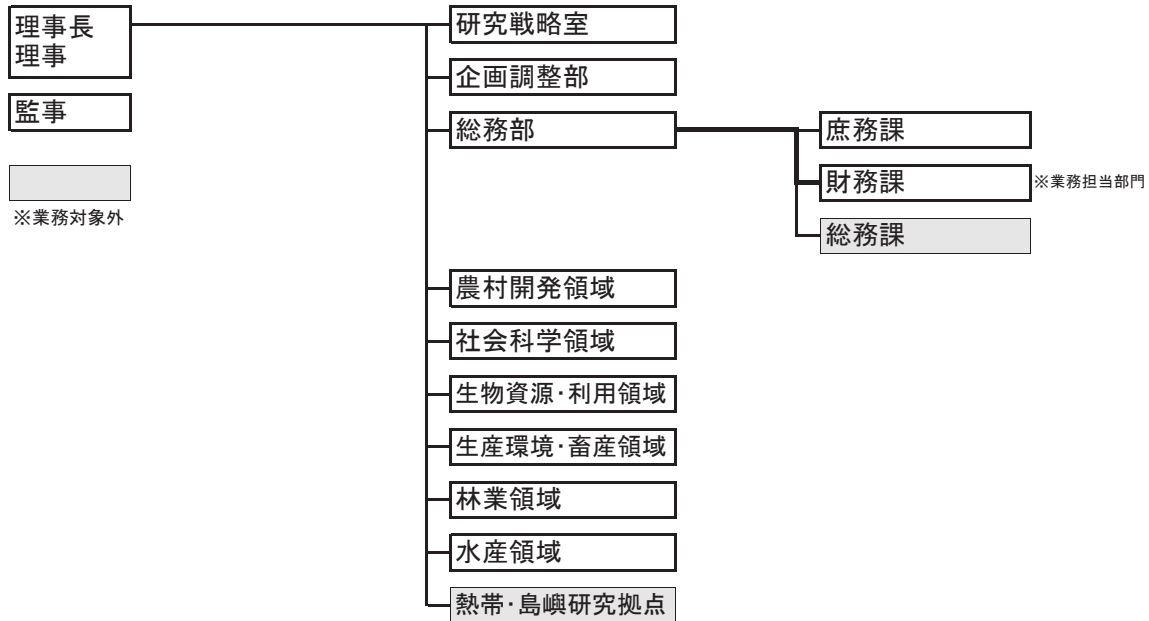 理事長
理事
監事
※業務対象外
研究戦略室
企画調整部
総務部
庶務課
財務課
※業務担当部門
総務課
農村開発領域
社会科学領域
生物資源・利用領域
生産環境・畜産領域
林業領域
水産領域
熱帯・島嶼研究拠点